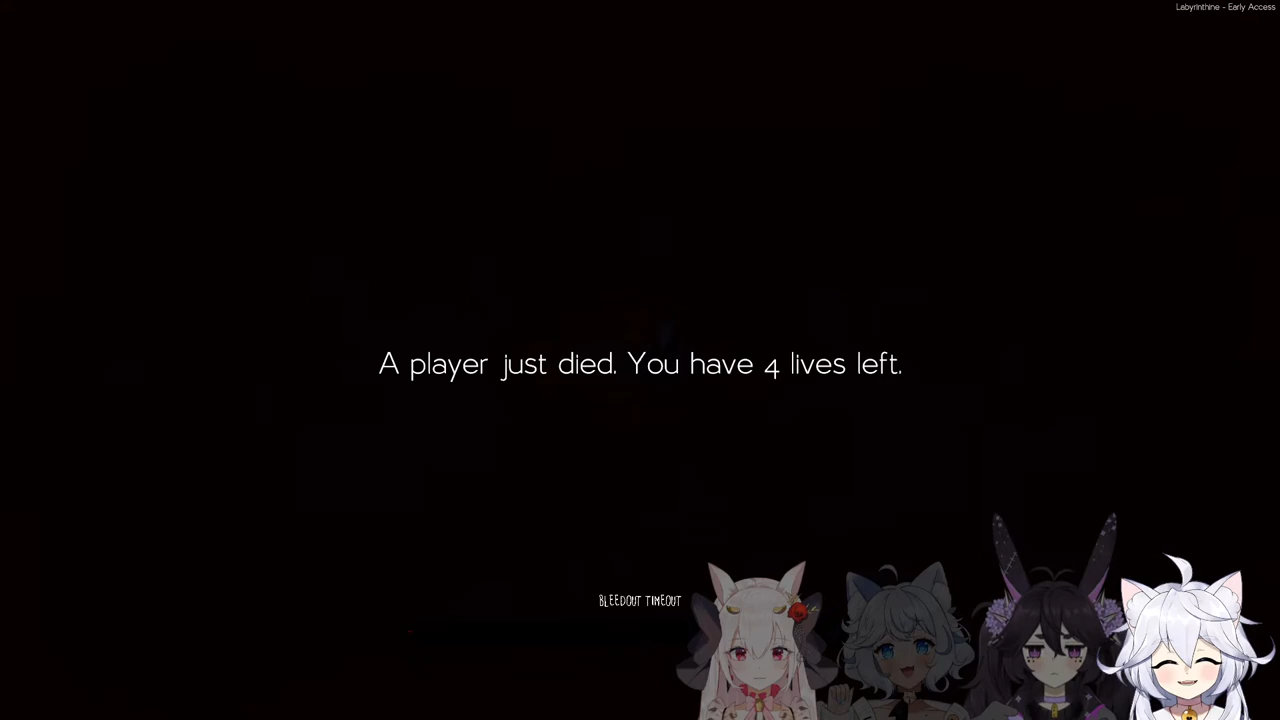 Labyrinthine - Early Access
A player just died. You have 4 lives left.
BLEEDOUT TIMEOUT